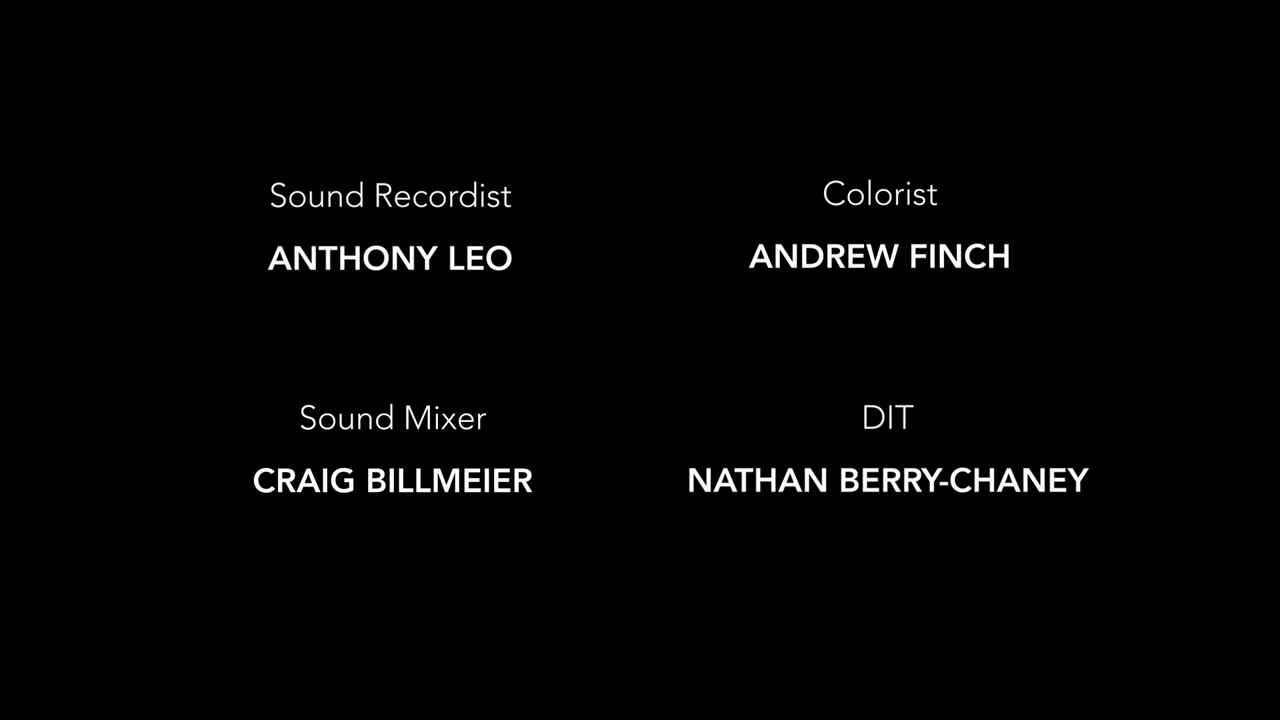 Sound Recordist
ANTHONY LEO
Colorist
ANDREW FINCH
Sound Mixer
CRAIG BILLMEIER
DIT
NATHAN BERRY-CHANEY